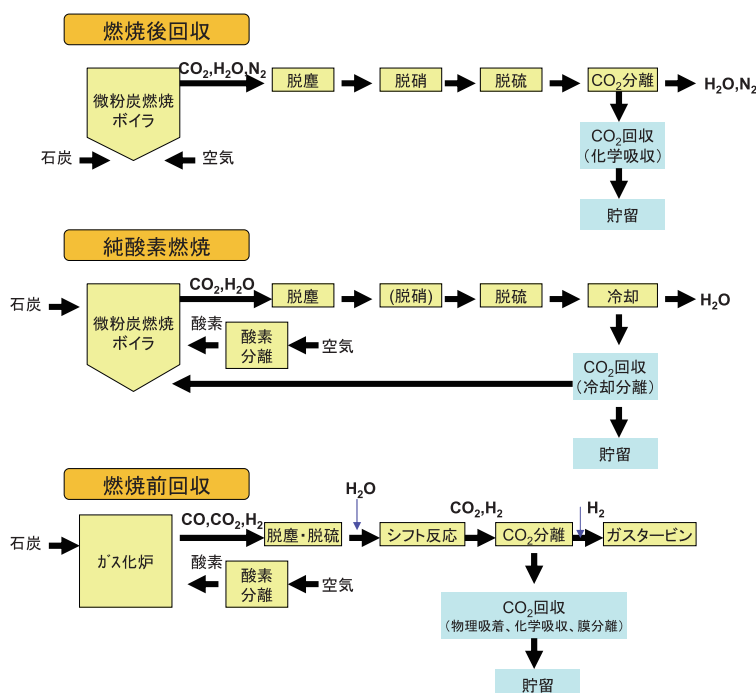 燃焼後回収
CO₂,H₂O,N₂
微粉炭燃焼
ボイラ
脱塵
脱硝
脱硫
CO₂分離
H₂O,N₂
石炭
空気
CO₂回収
(化学吸収)
貯留
純酸素燃焼
石炭
CO₂,H₂O
微粉炭燃焼
ボイラ
脱塵
(脱硝)
脱硫
冷却
H₂O
酸素
酸素
分離
空気
CO₂回収
(冷却分離)
貯留
燃焼前回収
石炭
ガス化炉
CO,CO₂,H₂
脱塵・脱硫
H₂O
シフト反応
CO₂,H₂
CO₂分離
H₂
ガスタービン
酸素
酸素
分離
空気
CO₂回収
(物理吸着、化学吸収、膜分離)
貯留